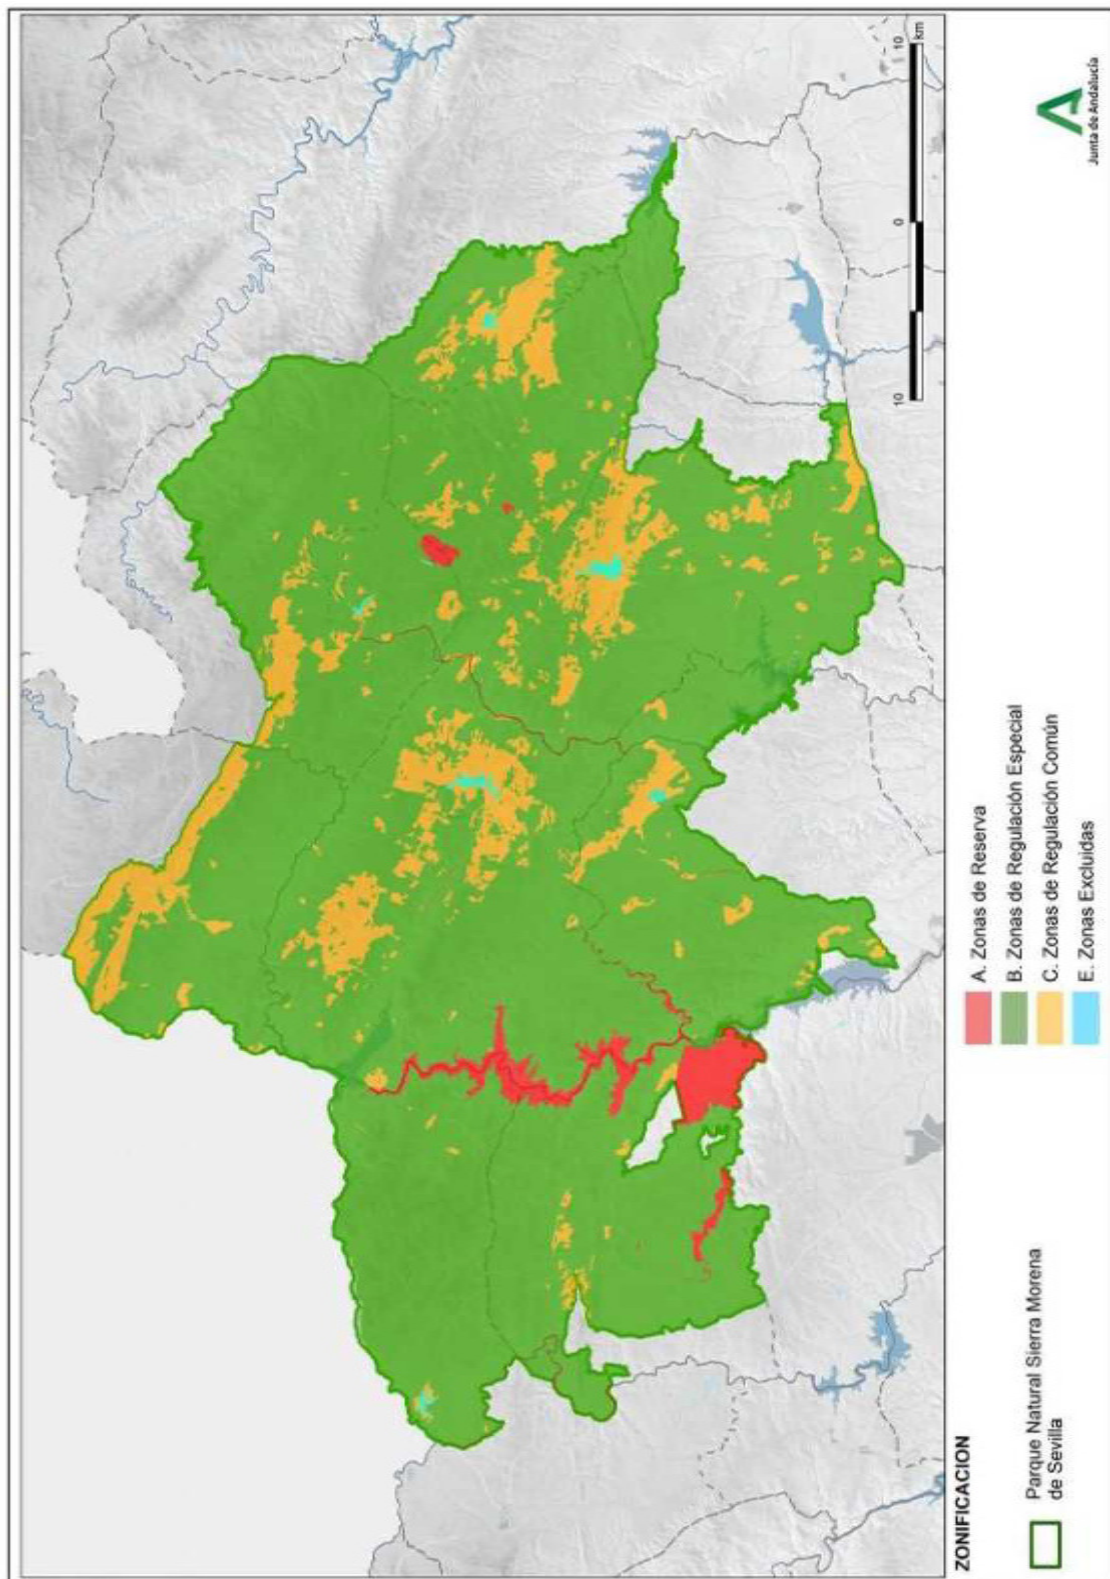 10
0
10
km
ZONIFICACION
Parque Natural Sierra Morena
de Sevilla
A. Zonas de Reserva
B. Zonas de Regulación Especial
C. Zonas de Regulación Común
E. Zonas Excluidas
Junta de Andalucía